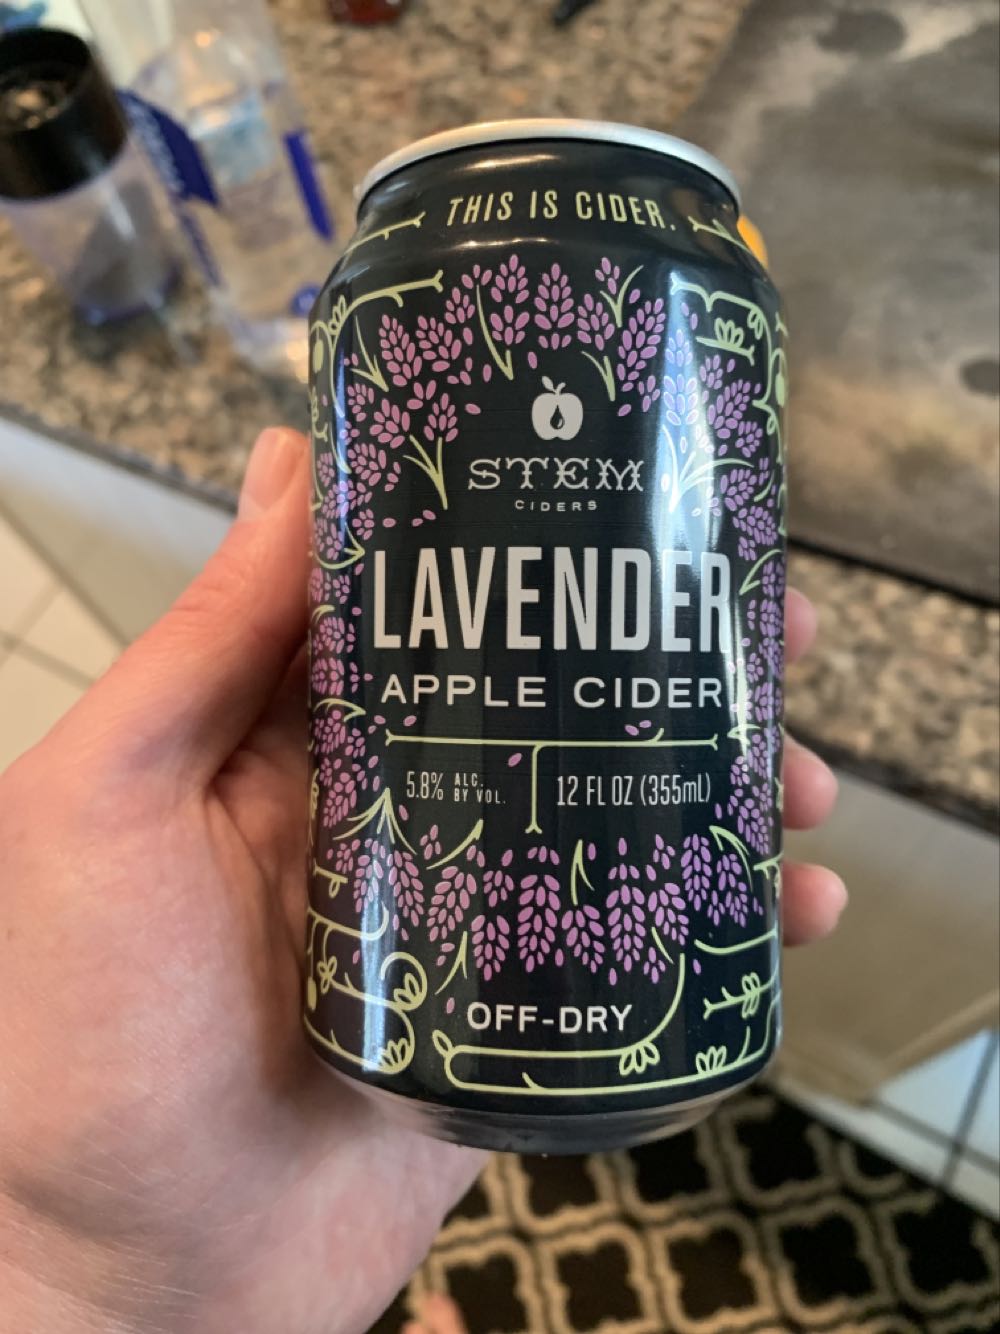 THIS IS CIDER.
STEM
CIDERS
LAVENDER
APPLE CIDER
5.8% ALC. BY VOL.
12 FL OZ (355mL)
OFF-DRY